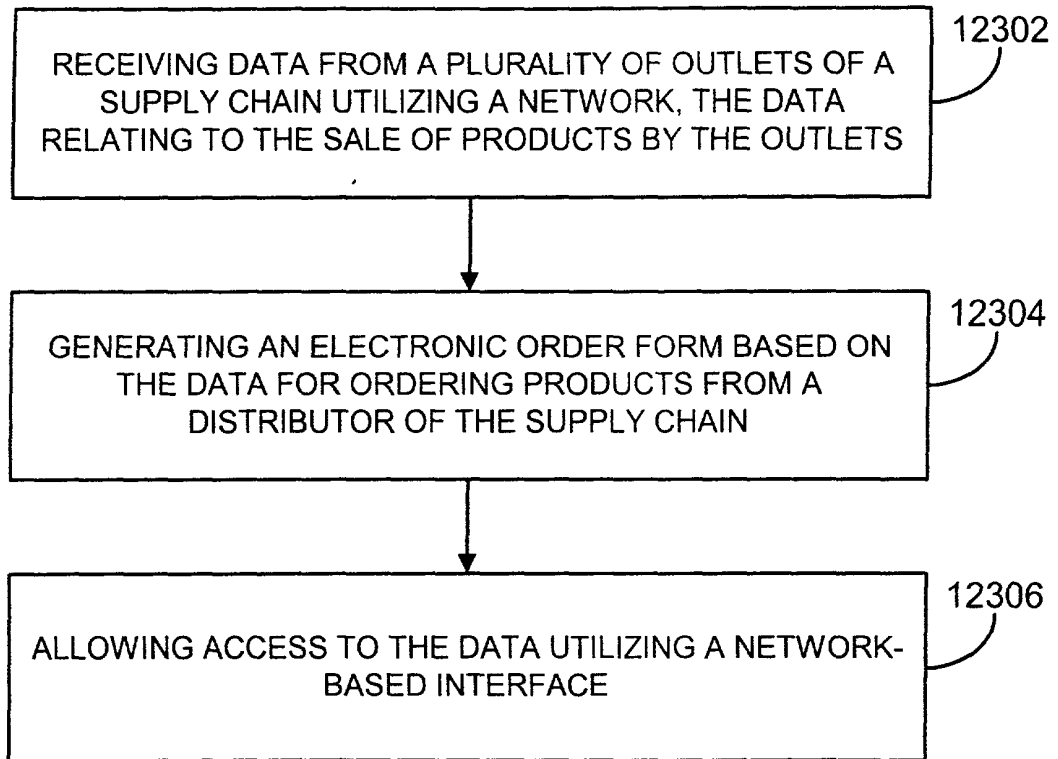 12302
RECEIVING DATA FROM A PLURALITY OF OUTLETS OF A
SUPPLY CHAIN UTILIZING A NETWORK, THE DATA
RELATING TO THE SALE OF PRODUCTS BY THE OUTLETS
12304
GENERATING AN ELECTRONIC ORDER FORM BASED ON
THE DATA FOR ORDERING PRODUCTS FROM A
DISTRIBUTOR OF THE SUPPLY CHAIN
12306
ALLOWING ACCESS TO THE DATA UTILIZING A NETWORK-
BASED INTERFACE